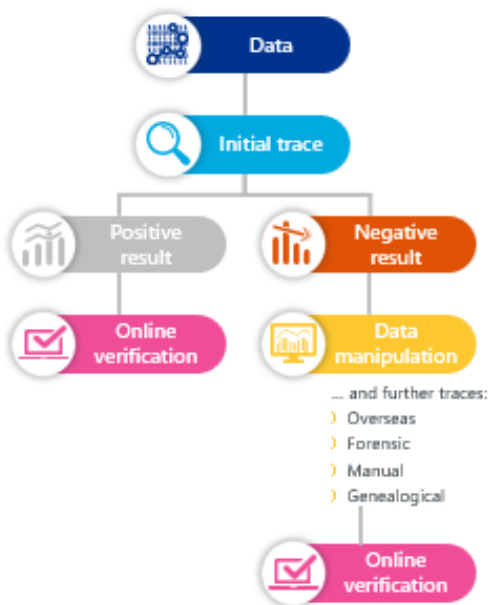 Data
Initial trace
Positive
result
Negative
result
Online
verification
Data
manipulation
... and further traces:
Overseas
Forensic
Manual
Genealogical
Online
verification